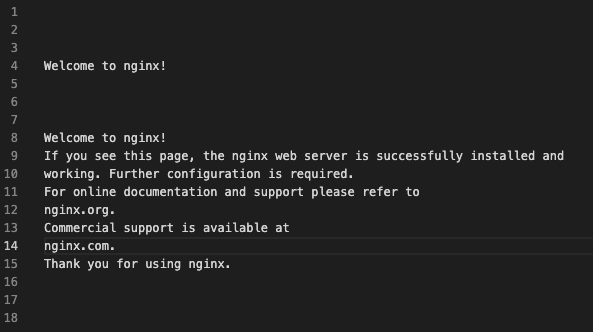 1
2
3
4 Welcome to nginx!
5
6
7
8 Welcome to nginx!
9 If you see this page, the nginx web server is successfully installed and
10 working. Further configuration is required.
11 For online documentation and support please refer to
12 nginx.org.
13 Commercial support is available at
14 nginx.com.
15 Thank you for using nginx.
16
17
18